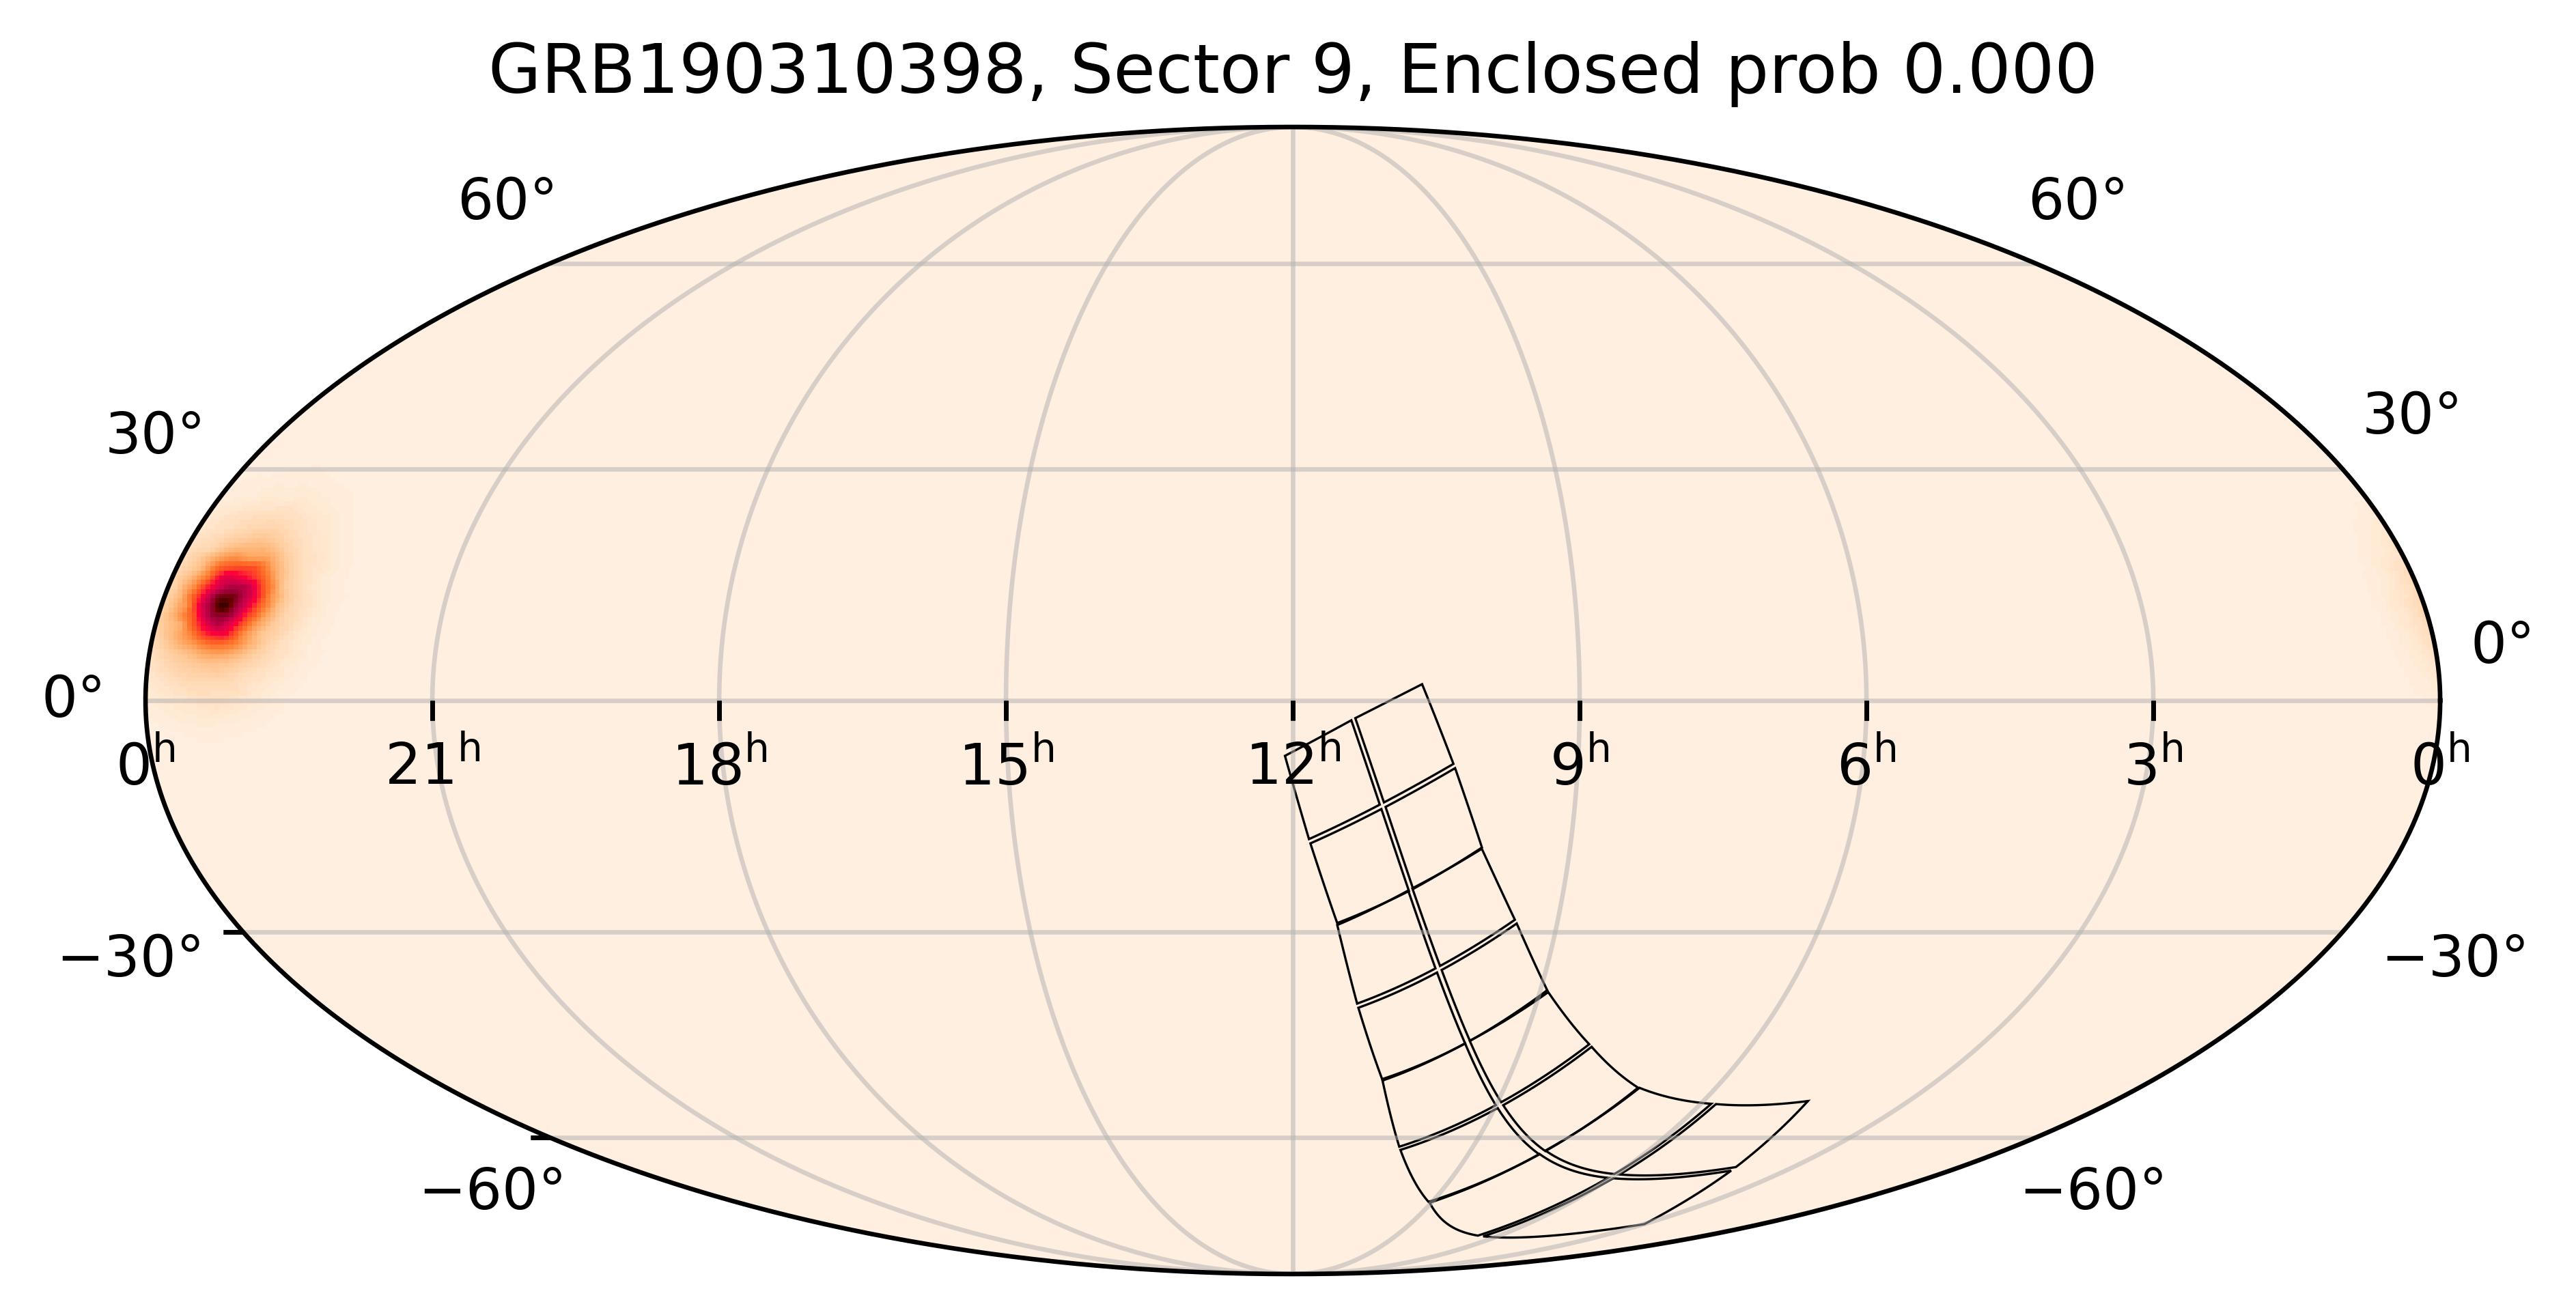 GRB190310398, Sector 9, Enclosed prob 0.000
60° 60°
30° 30°
0° 0°
0ʰ 21ʰ 18ʰ 15ʰ 12ʰ 9ʰ 6ʰ 3ʰ 0ʰ
−30° −30°
−60° −60°